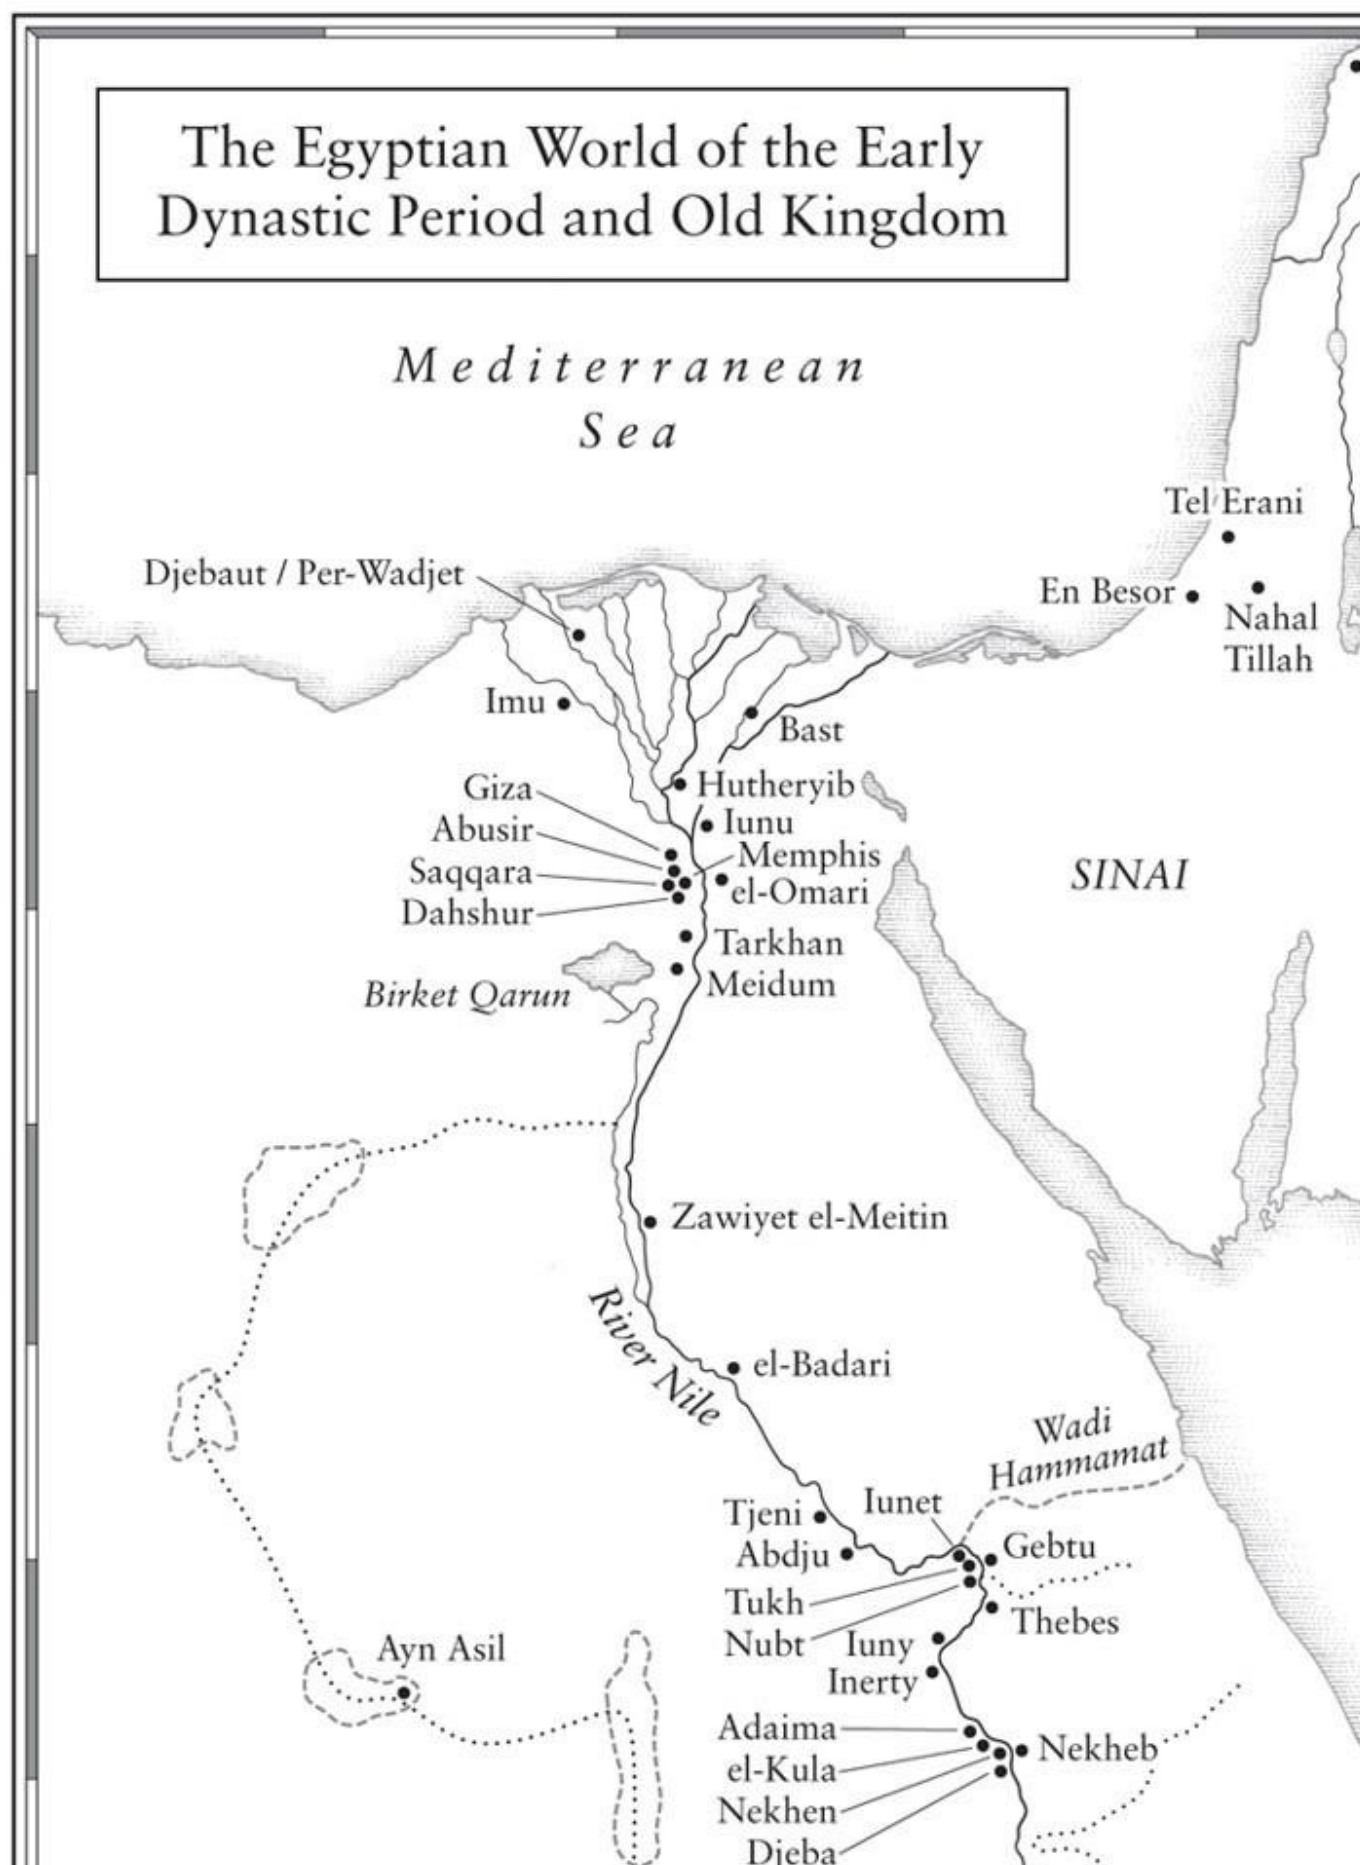 The Egyptian World of the Early
Dynastic Period and Old Kingdom
Mediterranean
Sea
Tel Erani
Djebaut / Per-Wadjet
En Besor
Nahal
Tillah
Imu
Bast
Giza
Hutheryib
Abusir
Iunu
Saqqara
Memphis
SINAI
Dahshur
el-Omari
Tarkhan
Birket Qarun
Meidum
Zawiyet el-Meitin
River Nile
el-Badari
Wadi
Hammamat
Tjeni
Iunet
Abdju
Gebtu
Tukh
Nubt
Thebes
Ayn Asil
Iuny
Inerty
Adaima
Nekheb
el-Kula
Nekhen
Djeba